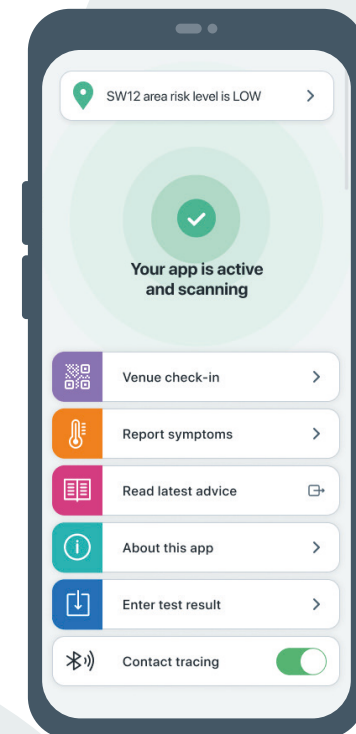 SW12 area risk level is LOW
Your app is active
and scanning
Venue check-in
Report symptoms
Read latest advice
About this app
Enter test result
Contact tracing